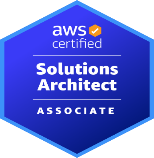 aws
certified
Solutions
Architect
ASSOCIATE